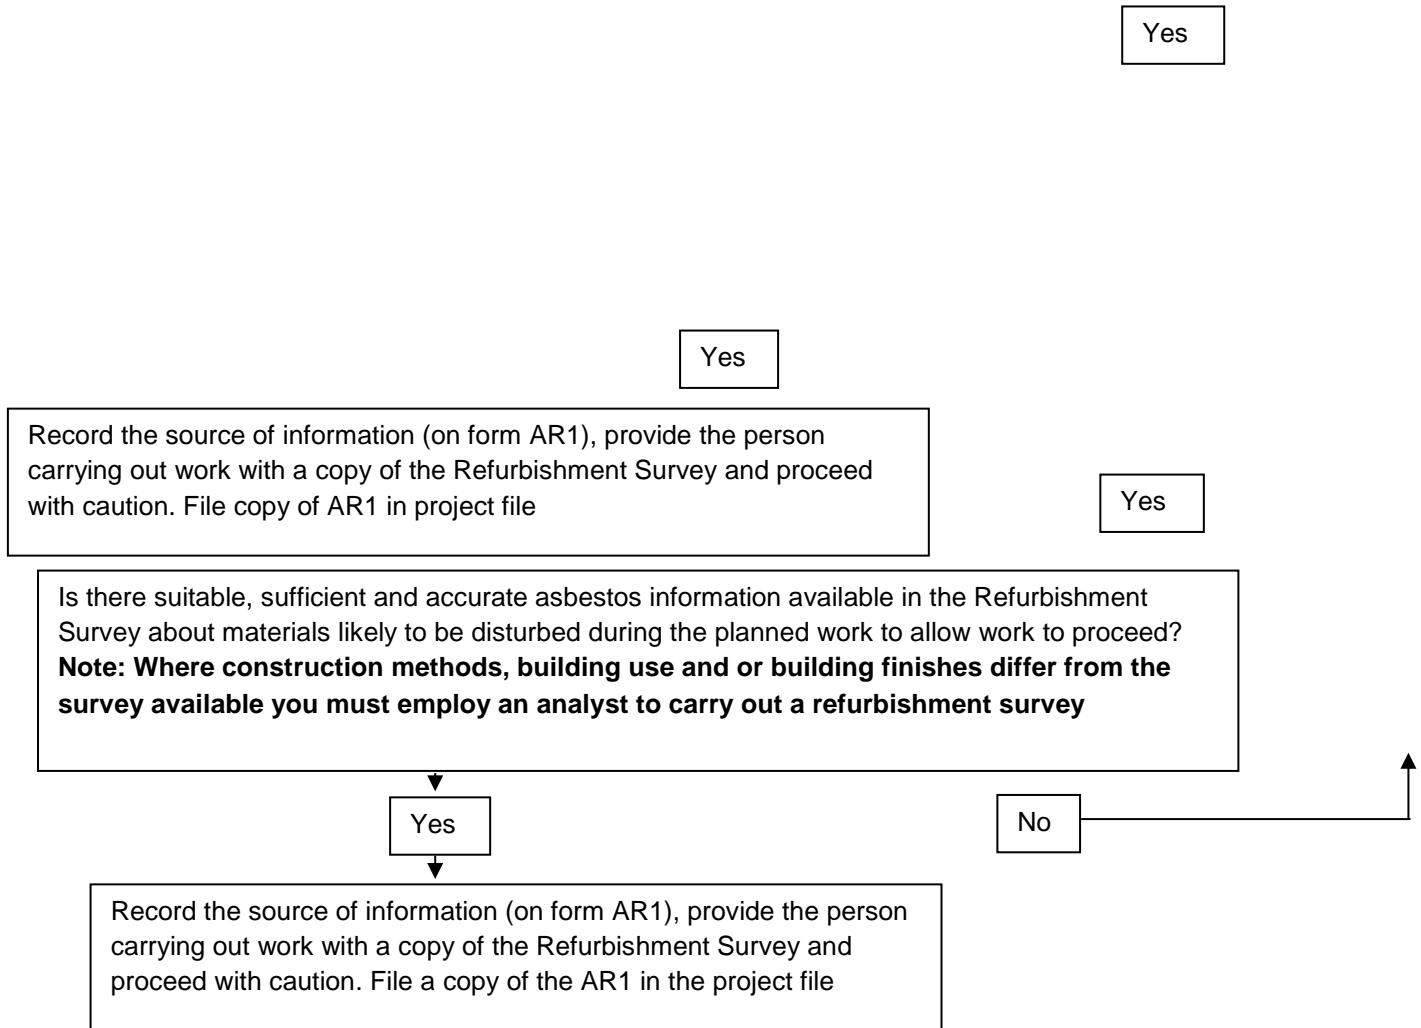 Yes
Yes
Record the source of information (on form AR1), provide the person
carrying out work with a copy of the Refurbishment Survey and proceed
with caution. File copy of AR1 in project file
Yes
Is there suitable, sufficient and accurate asbestos information available in the Refurbishment
Survey about materials likely to be disturbed during the planned work to allow work to proceed?
Note: Where construction methods, building use and or building finishes differ from the
survey available you must employ an analyst to carry out a refurbishment survey
Yes
No
Record the source of information (on form AR1), provide the person
carrying out work with a copy of the Refurbishment Survey and
proceed with caution. File a copy of the AR1 in the project file